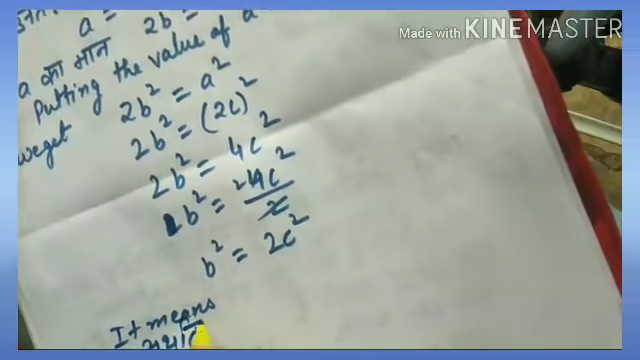 Made with KINEMASTER
a =
2b =
a का मान
Putting the value of a
we get
2b² = a²
2b² = (2c)²
2b² = 4c²
b² = 4c²/2
b² = 2c²
It means